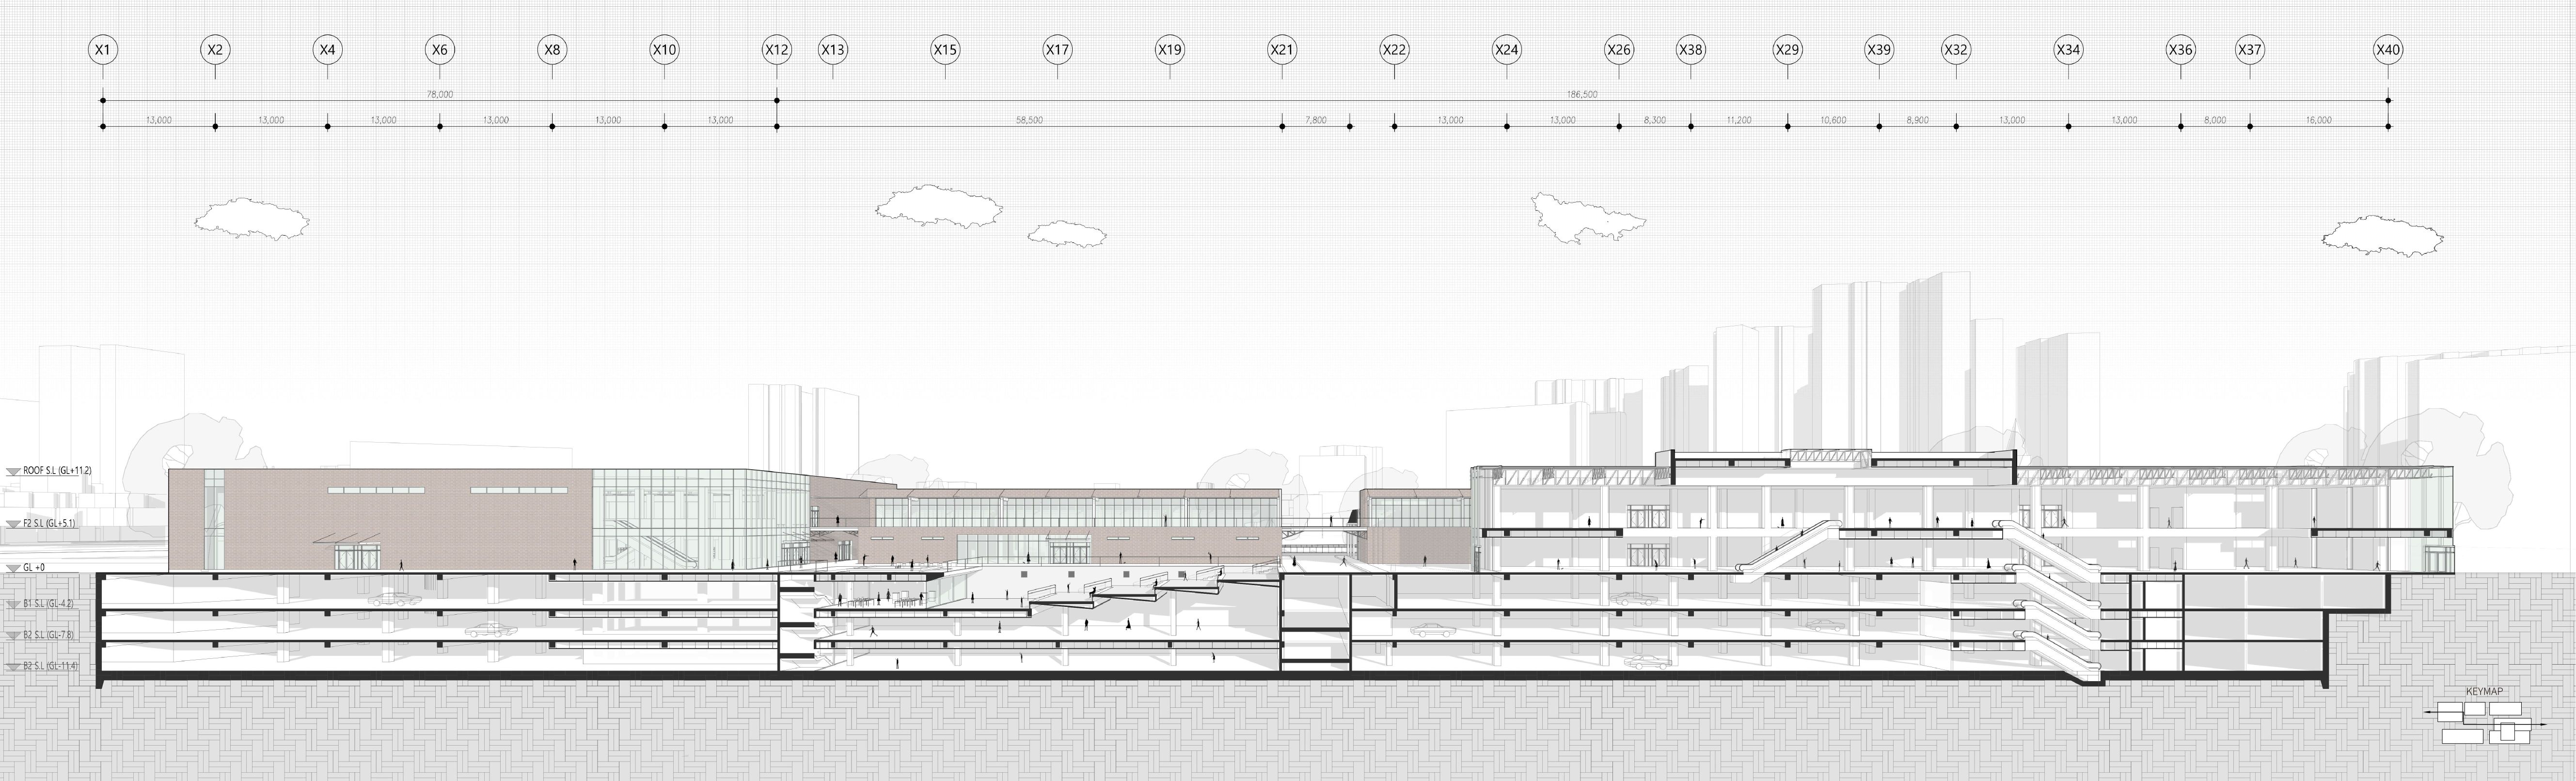 X1 X2 X4 X6 X8 X10 X12 X13 X15 X17 X19 X21 X22 X24 X26 X38 X29 X39 X32 X34 X36 X37 X40
78,000 186,500
13,000 13,000 13,000 13,000 13,000 13,000 58,500 7,800 13,000 13,000 8,300 11,200 10,600 8,900 13,000 13,000 8,000 16,000
ROOF S.L (GL+11.2)
F2 S.L (GL+5.1)
GL +0
B1 S.L (GL-4.2)
B2 S.L (GL-7.8)
B2 S.L (GL-11.4)
KEYMAP